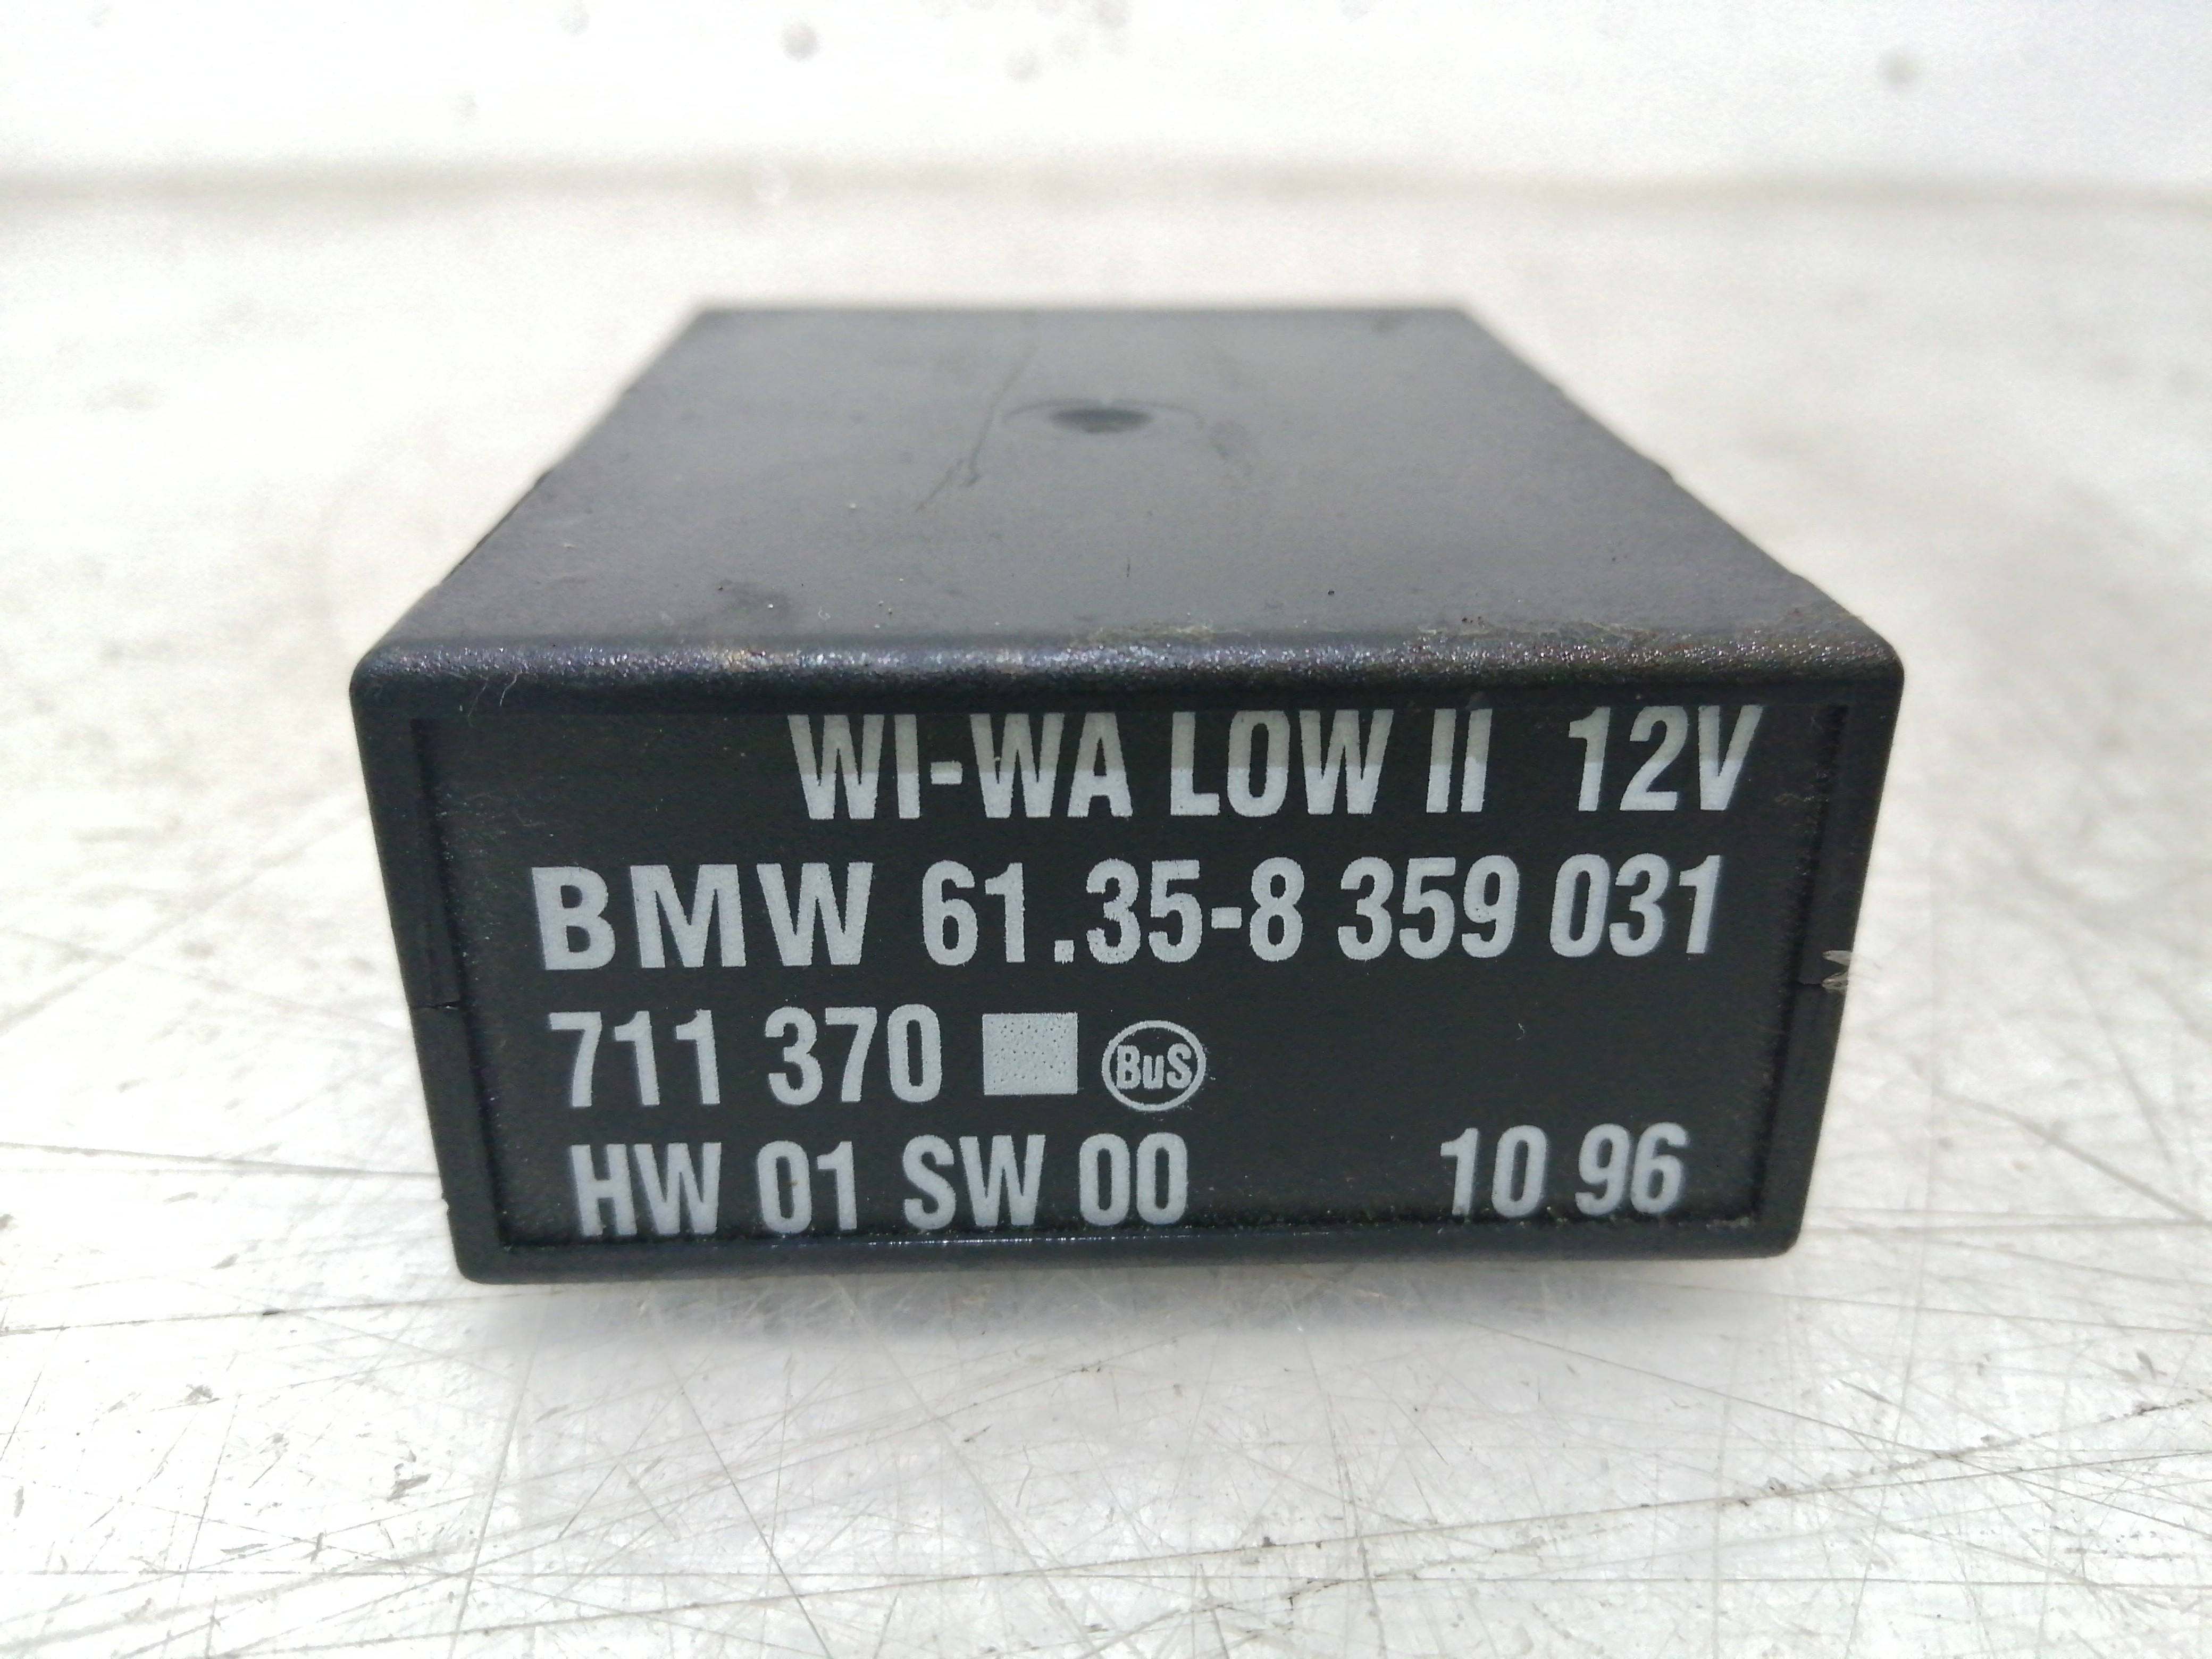 WI-WA LOW II 12V
BMW 61.35-8 359 031
711 370 BuS
HW 01 SW 00 10 96